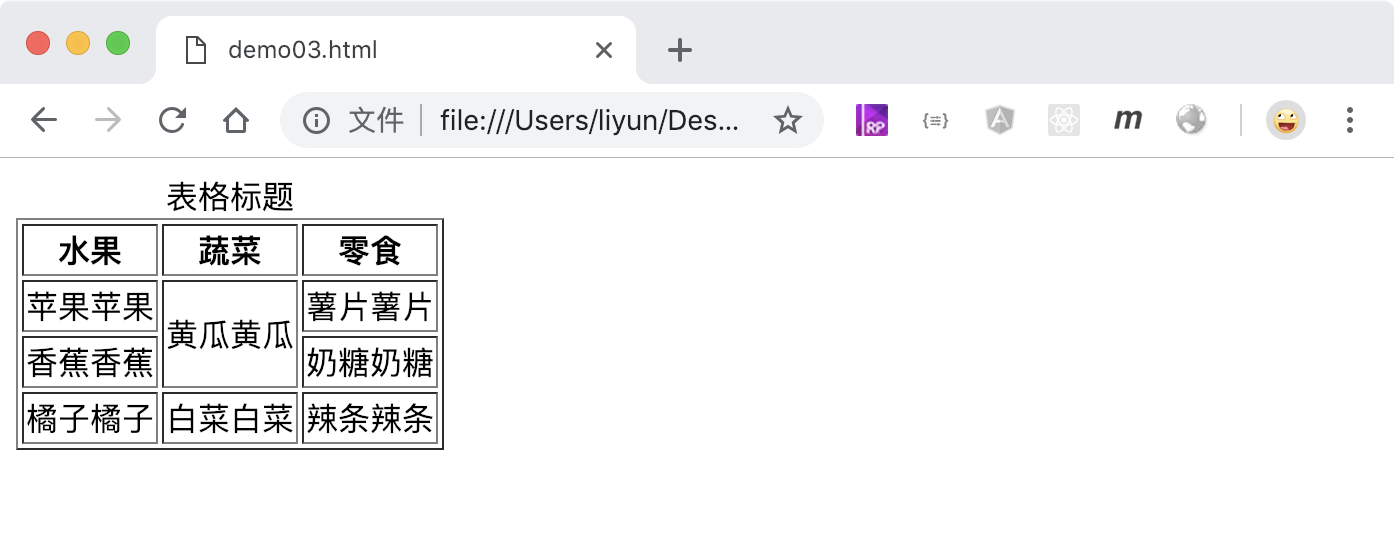 demo03.html
文件 file:///Users/liyun/Des...
RP
{≡}
A
m
表格标题
水果 蔬菜 零食
苹果苹果 黄瓜黄瓜 薯片薯片
香蕉香蕉 奶糖奶糖
橘子橘子 白菜白菜 辣条辣条